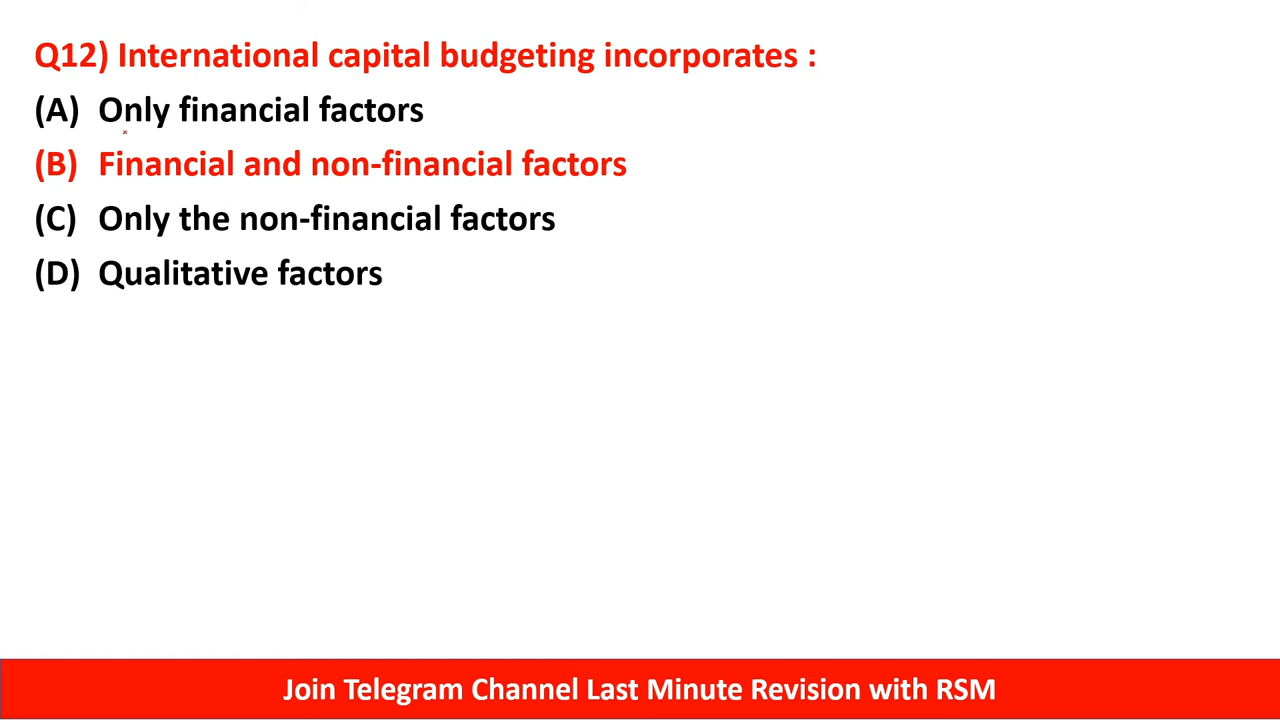 Q12) International capital budgeting incorporates :
(A) Only financial factors
(B) Financial and non-financial factors
(C) Only the non-financial factors
(D) Qualitative factors
Join Telegram Channel Last Minute Revision with RSM